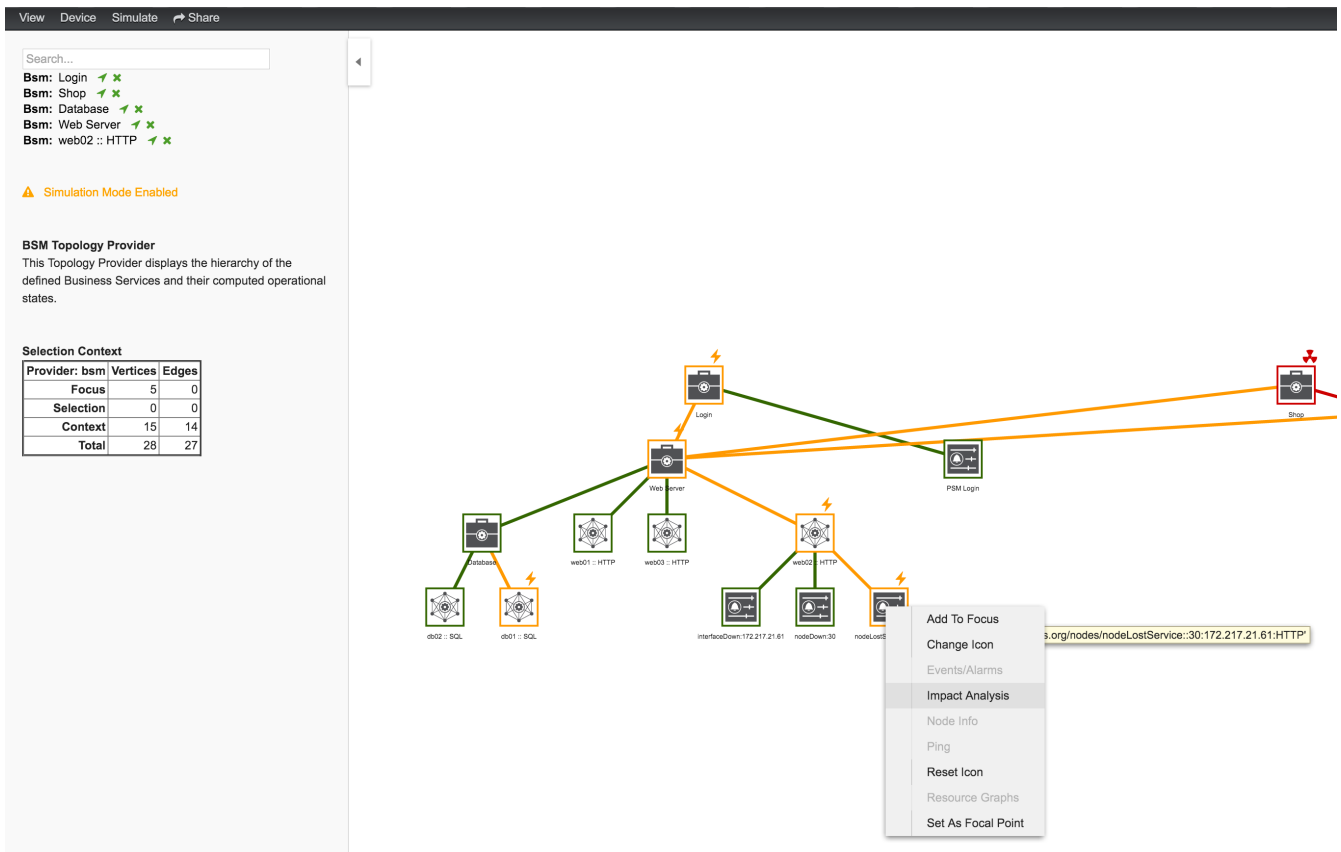 View Device Simulate Share
Search...
Bsm: Login
Bsm: Shop
Bsm: Database
Bsm: Web Server
Bsm: web02 :: HTTP
Simulation Mode Enabled
BSM Topology Provider
This Topology Provider displays the hierarchy of the
defined Business Services and their computed operational
states.
Selection Context
Provider: bsm Vertices Edges
Focus 5 0
Selection 0 0
Context 15 14
Total 28 27
Login
Shop
Web Server
PSM Login
Database
web01 :: HTTP
web03 :: HTTP
web02 :: HTTP
db02 :: SQL
db01 :: SQL
interfaceDown:172.217.21.61
nodeDown:30
nodeLostS
s.org/nodes/nodeLostService::30:172.217.21.61:HTTP'
Add To Focus
Change Icon
Events/Alarms
Impact Analysis
Node Info
Ping
Reset Icon
Resource Graphs
Set As Focal Point